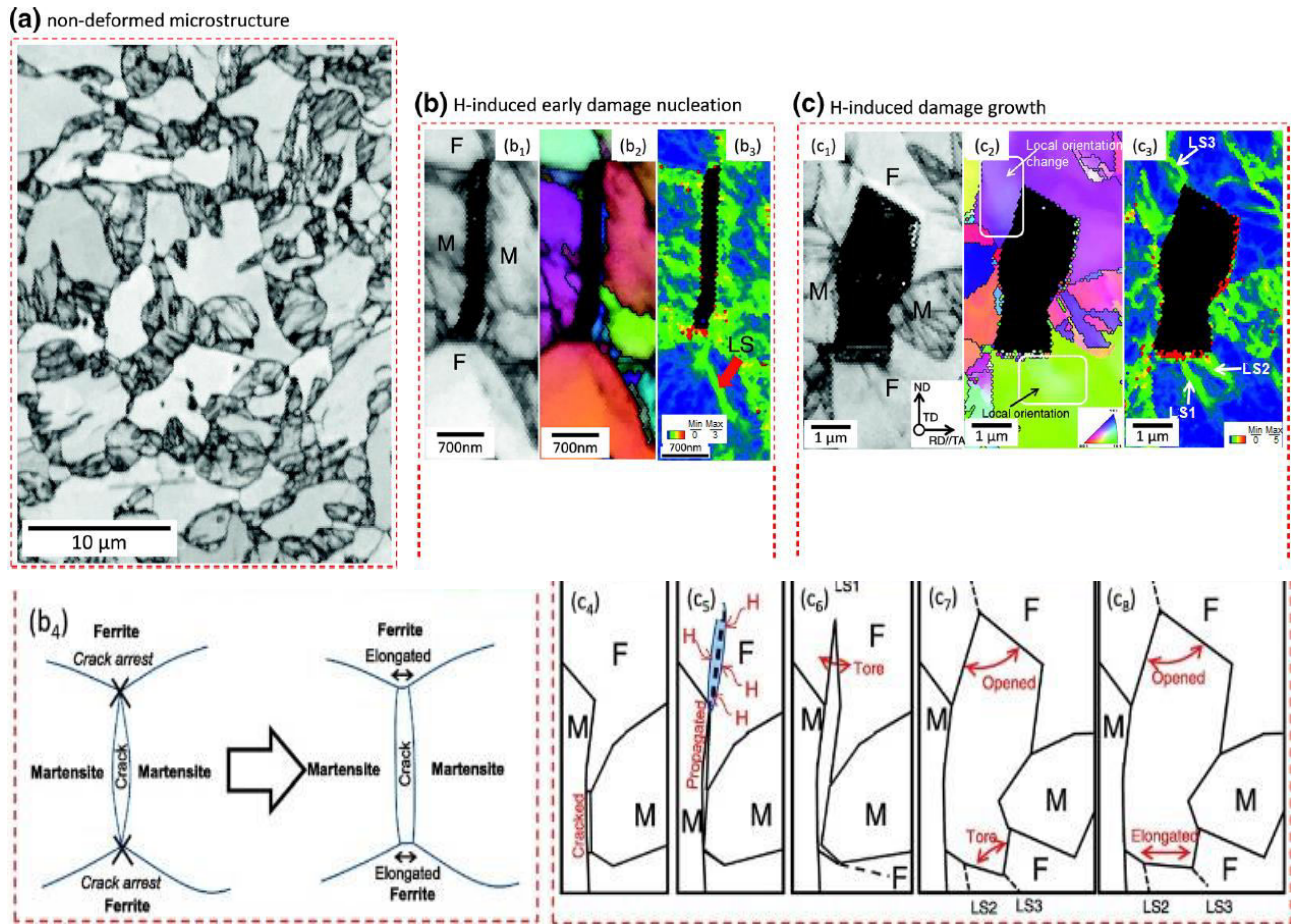 (a) non-deformed microstructure
10 µm
(b) H-induced early damage nucleation
F (b₁)
M M
F
700nm
(b₂)
700nm
(b₃)
LS
Min Max
0 3
700nm
(c) H-induced damage growth
(c₁)
F
M
M
F
ND
TD
RD//TA
1 µm
(c₂)
Local orientation
change
Local orientation
1 µm
(c₃) LS3
LS2
LS1
Min Max
0 5
1 µm
(b₄)
Ferrite
Crack arrest
Martensite
Crack
Martensite
Crack arrest
Ferrite
Ferrite
Elongated
Martensite
Crack
Martensite
Elongated
Ferrite
(c₄)
F
M
Cracked
M
(c₅)
H
H
F
H
H
Propagated
M
M
(c₆)
LS1
F
Tore
M
M
F
(c₇)
F
Opened
M
M
Tore
F
LS2
LS3
(c₈)
F
Opened
M
M
Elongated
F
LS2
LS3